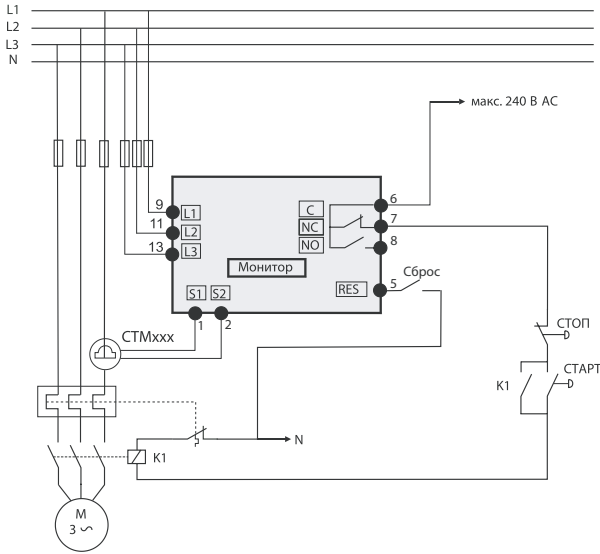 L1
L2
L3
N
макс. 240 В АС
6
9
L1
C
7
11
L2
NC
13
L3
NO
8
Монитор
Сброс
S1
S2
RES
5
1
2
СТМxxx
СТОП
СТАРТ
K1
N
K1
M
3 ~